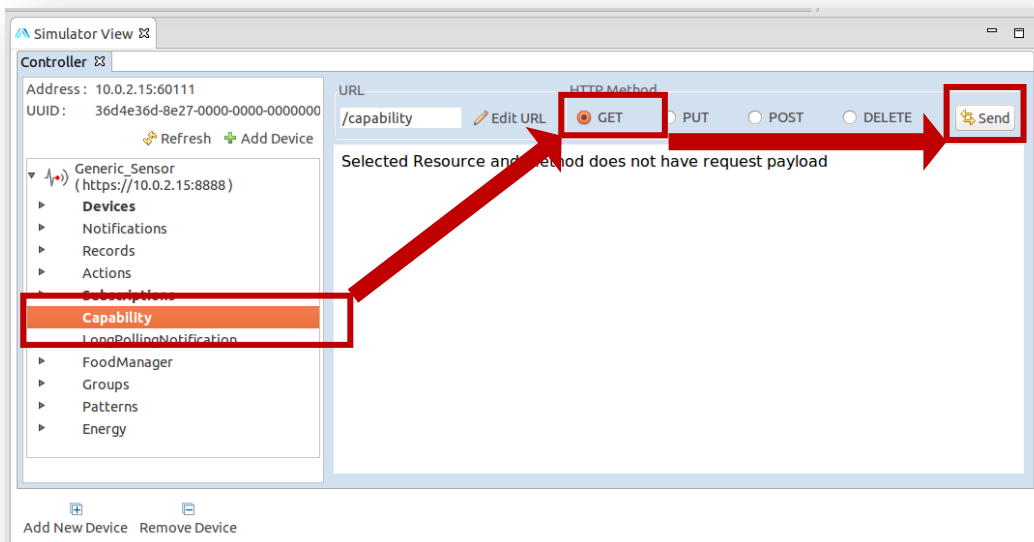 Simulator View
Controller
Address: 10.0.2.15:60111
UUID: 36d4e36d-8e27-0000-0000-0000000
Refresh Add Device
Generic_Sensor
(https://10.0.2.15:8888)
Devices
Notifications
Records
Actions
Subscriptions
Capability
LongPollingNotification
FoodManager
Groups
Patterns
Energy
URL HTTP Method
/capability Edit URL GET PUT POST DELETE Send
Selected Resource and Method does not have request payload
Add New Device Remove Device